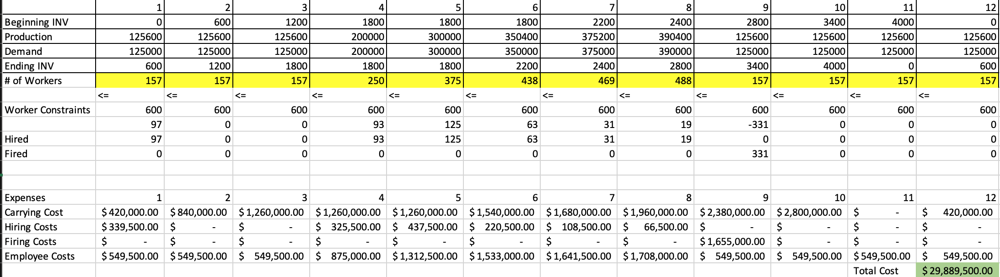 1 2 3 4 5 6 7 8 9 10 11 12
Beginning INV 0 600 1200 1800 1800 1800 2200 2400 2800 3400 4000 0
Production 125600 125600 125600 200000 300000 350400 375200 390400 125600 125600 125600 125600
Demand 125000 125000 125000 200000 300000 350000 375000 390000 125000 125000 125000 125000
Ending INV 600 1200 1800 1800 1800 2200 2400 2800 3400 4000 0 600
# of Workers 157 157 157 250 375 438 469 488 157 157 157 157
<= <= <= <= <= <= <= <= <= <= <= <=
Worker Constraints 600 600 600 600 600 600 600 600 600 600 600 600
97 0 0 93 125 63 31 19 -331 0 0 0
Hired 97 0 0 93 125 63 31 19 0 0 0 0
Fired 0 0 0 0 0 0 0 0 331 0 0 0
Expenses 1 2 3 4 5 6 7 8 9 10 11 12
Carrying Cost $ 420,000.00 $ 840,000.00 $ 1,260,000.00 $ 1,260,000.00 $ 1,260,000.00 $ 1,540,000.00 $ 1,680,000.00 $ 1,960,000.00 $ 2,380,000.00 $ 2,800,000.00 $ - $ 420,000.00
Hiring Costs $ 339,500.00 $ - $ - $ 325,500.00 $ 437,500.00 $ 220,500.00 $ 108,500.00 $ 66,500.00 $ - $ - $ - $ -
Firing Costs $ - $ - $ - $ - $ - $ - $ - $ - $ 1,655,000.00 $ - $ - $ -
Employee Costs $ 549,500.00 $ 549,500.00 $ 549,500.00 $ 875,000.00 $ 1,312,500.00 $ 1,533,000.00 $ 1,641,500.00 $ 1,708,000.00 $ 549,500.00 $ 549,500.00 $ 549,500.00 $ 549,500.00
Total Cost $ 29,889,500.00